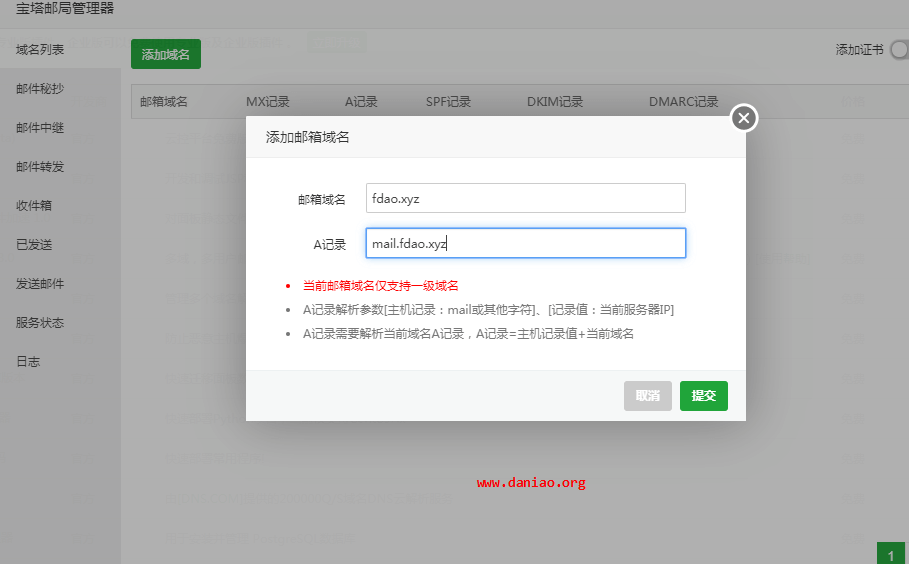 宝塔邮局管理器
域名列表
添加域名
添加证书
邮件秘抄
邮箱域名 MX记录 A记录 SPF记录 DKIM记录 DMARC记录
邮件中继
添加邮箱域名
邮件转发
邮箱域名 fdao.xyz
收件箱
A记录 mail.fdao.xyz
已发送
发送邮件
当前邮箱域名仅支持一级域名
A记录解析参数[主机记录：mail或其他字符]、[记录值：当前服务器IP]
服务状态
A记录需要解析当前域名A记录，A记录=主机记录值+当前域名
日志
取消 提交
www.daniao.org
1